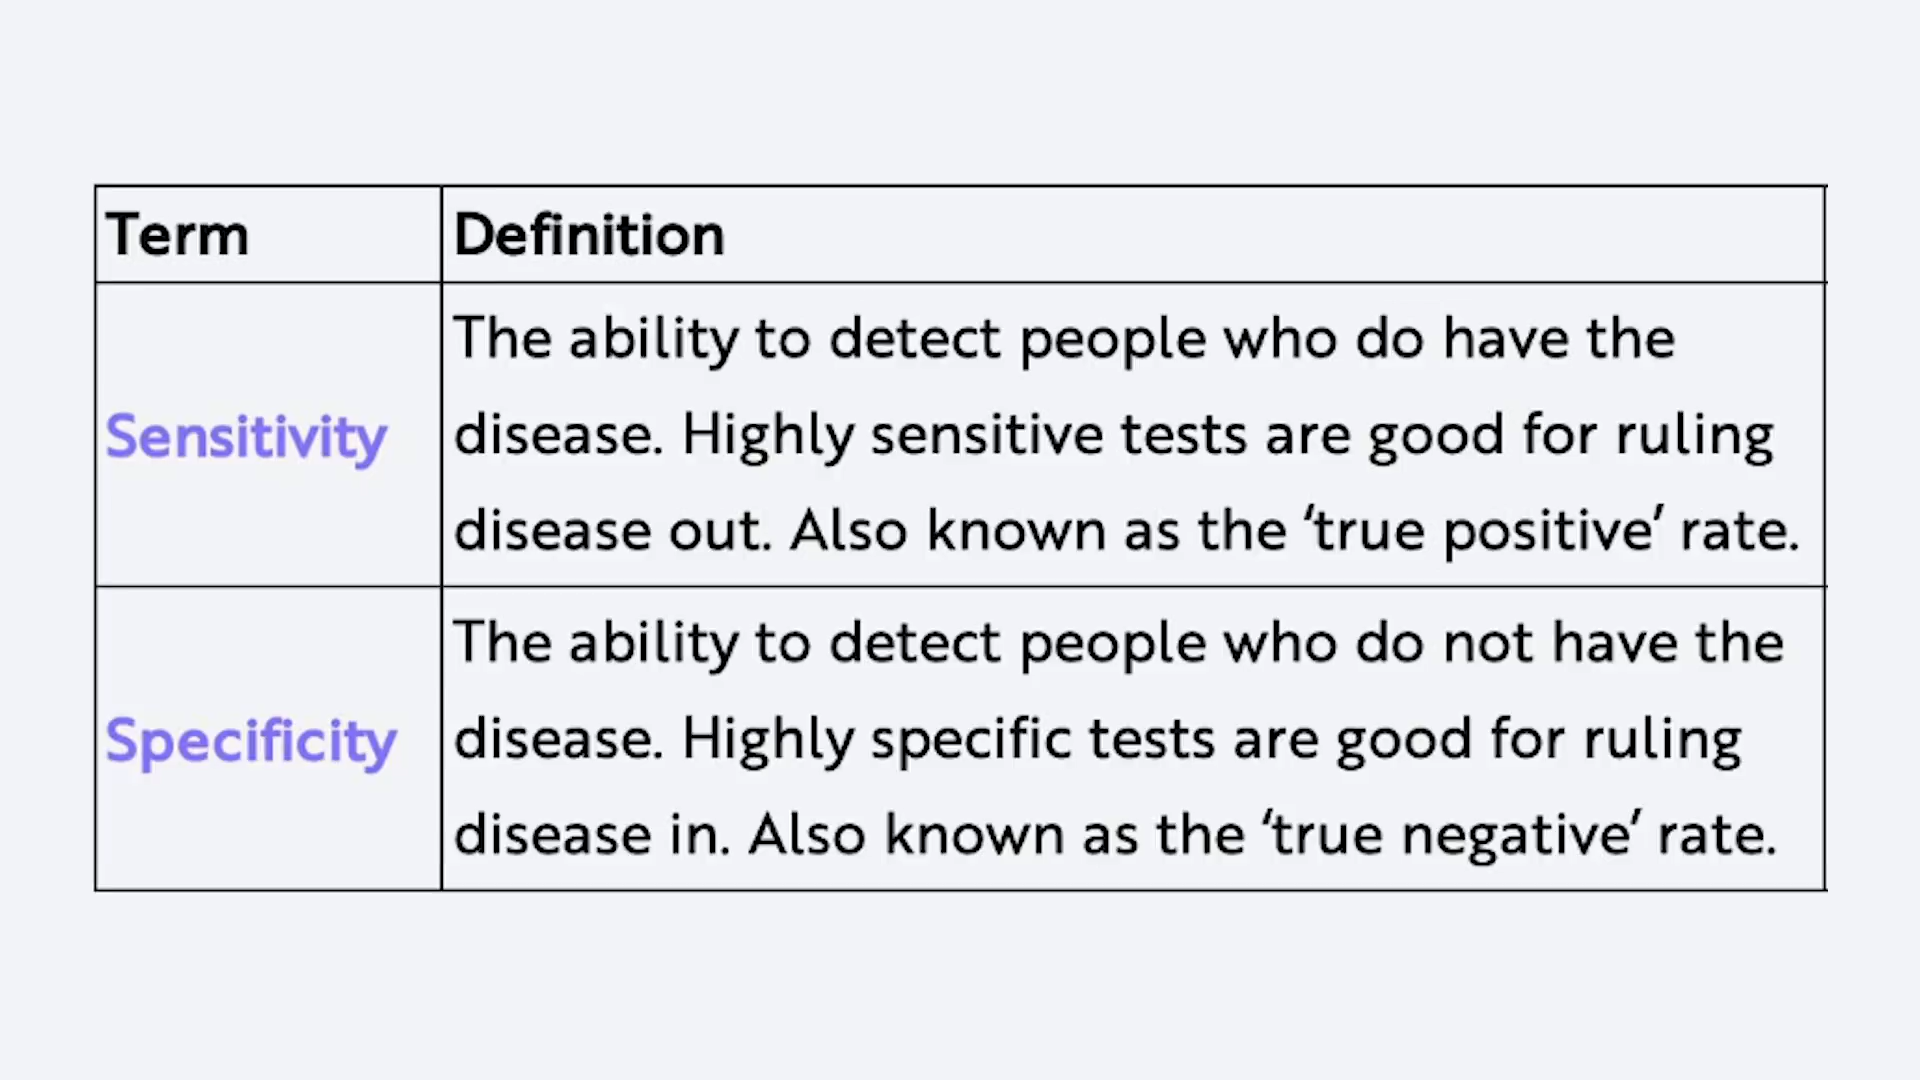 Term
Definition
Sensitivity
The ability to detect people who do have the
disease. Highly sensitive tests are good for ruling
disease out. Also known as the ‘true positive’ rate.
Specificity
The ability to detect people who do not have the
disease. Highly specific tests are good for ruling
disease in. Also known as the ‘true negative’ rate.